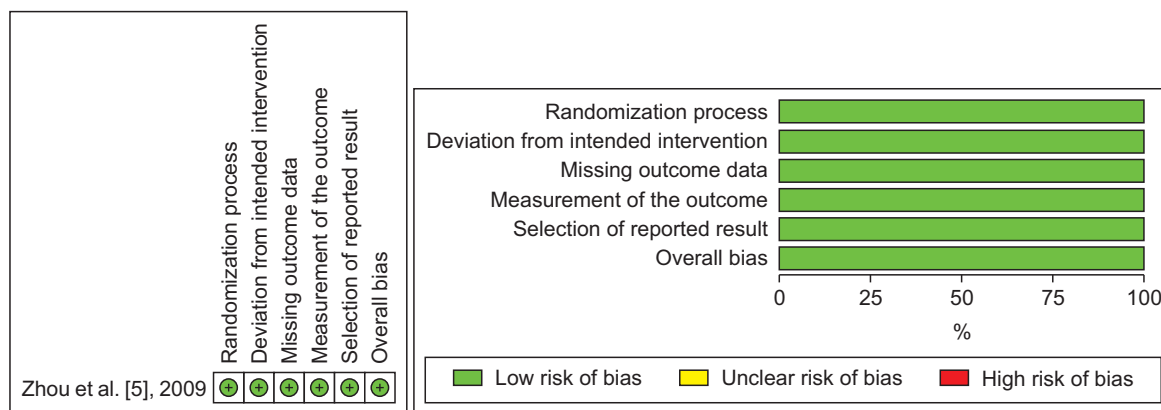 Randomization process
Deviation from intended intervention
Missing outcome data
Measurement of the outcome
Selection of reported result
Overall bias
Zhou et al. [5], 2009
+ + + + + +
Randomization process
Deviation from intended intervention
Missing outcome data
Measurement of the outcome
Selection of reported result
Overall bias
0 25 50 75 100
%
Low risk of bias Unclear risk of bias High risk of bias